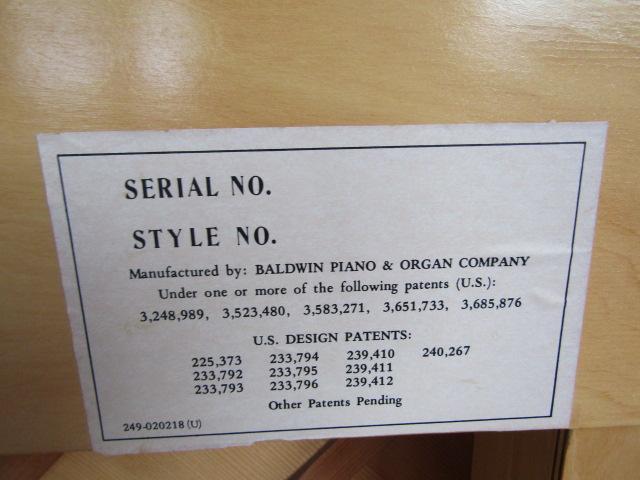 SERIAL NO.
STYLE NO.
Manufactured by: BALDWIN PIANO & ORGAN COMPANY
Under one or more of the following patents (U.S.):
3,248,989, 3,523,480, 3,583,271, 3,651,733, 3,685,876
U.S. DESIGN PATENTS:
225,373 233,794 239,410 240,267
233,792 233,795 239,411
233,793 233,796 239,412
Other Patents Pending
249-020218 (U)